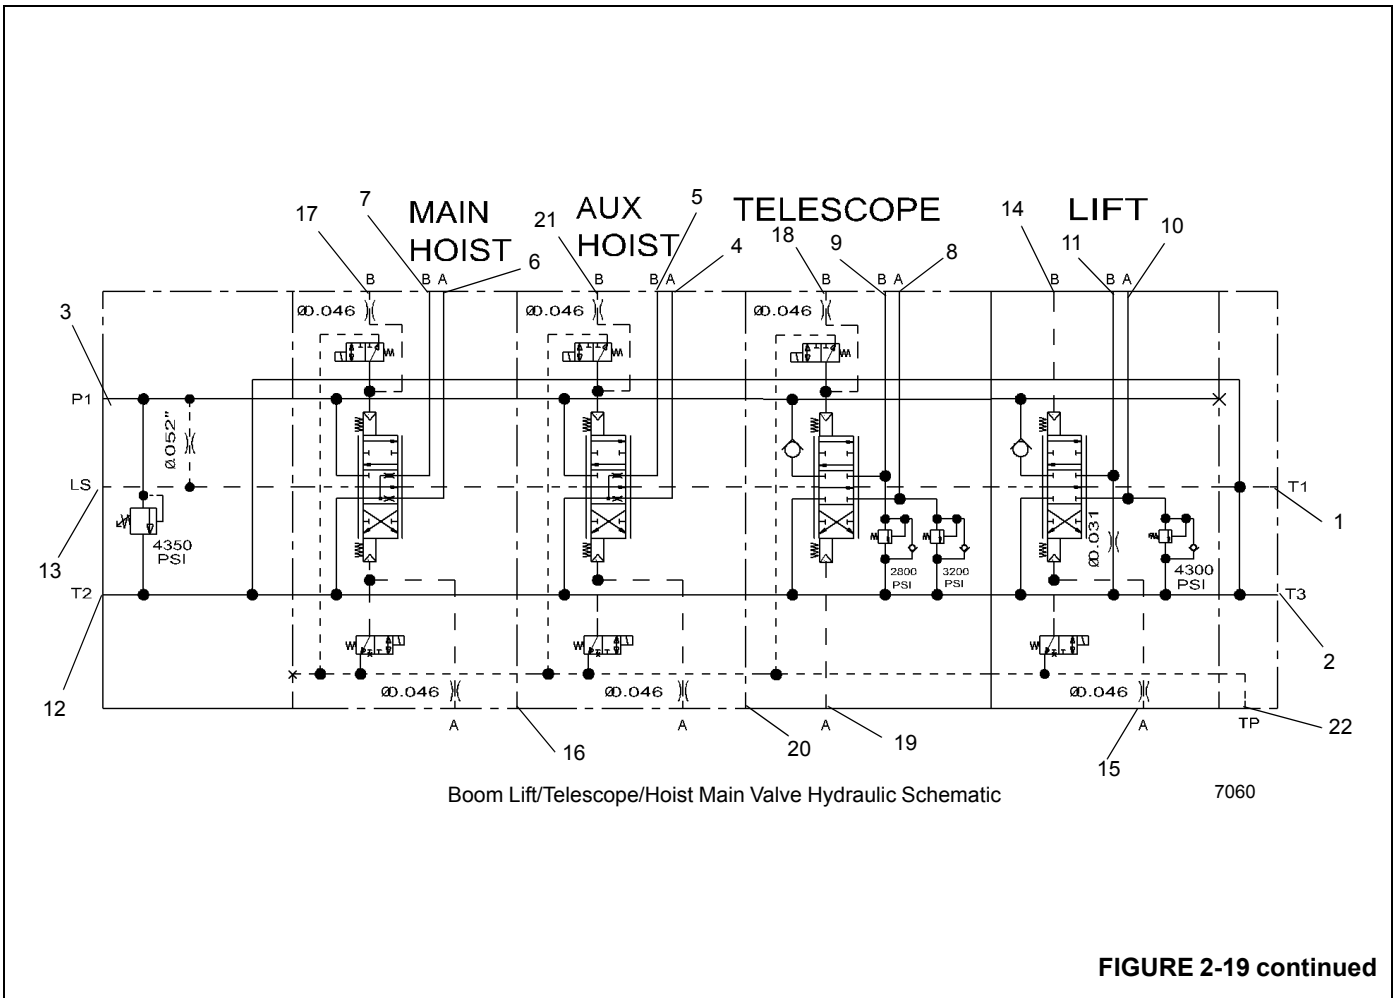 7
MAIN
HOIST
17
6
21
AUX
HOIST
5
4
TELESCOPE
18
9
8
14
LIFT
11
10
B
B A
B
B A
B
B A
B
B A
3
Ø0.046
Ø0.046
Ø0.046
P1
Ø.052"
LS
T1
1
13
4350
PSI
Ø0.031
2800
PSI
3200
PSI
4300
PSI
T2
T3
2
12
Ø0.046
Ø0.046
Ø0.046
A
16
A
20
A
19
A
15
TP
22
Boom Lift/Telescope/Hoist Main Valve Hydraulic Schematic
7060
FIGURE 2-19 continued